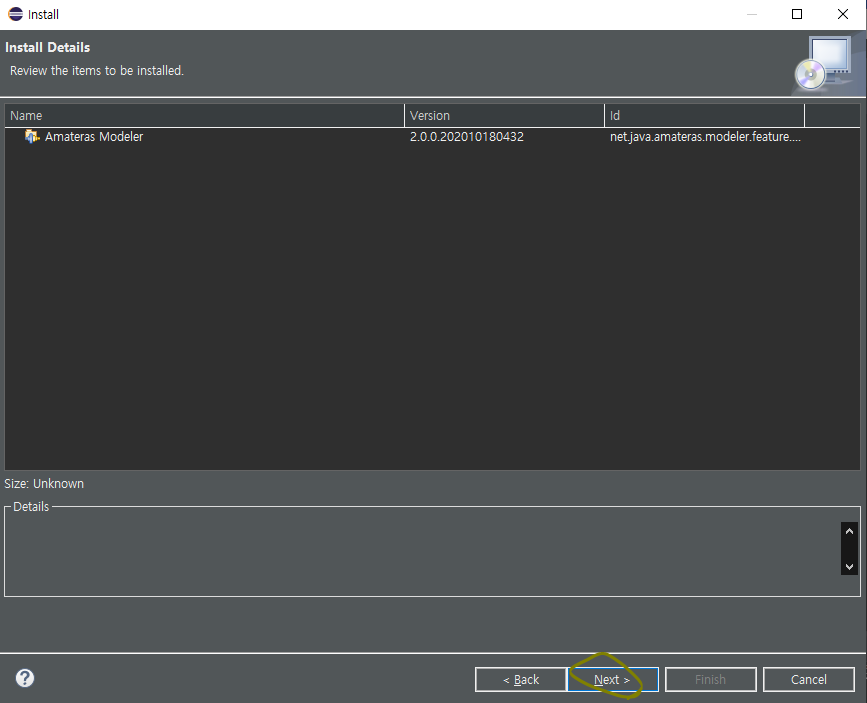 Install
Install Details
Review the items to be installed.
Name Version Id
Amateras Modeler 2.0.0.202010180432 net.java.amateras.modeler.feature....
Size: Unknown
Details
?
< Back Next > Finish Cancel